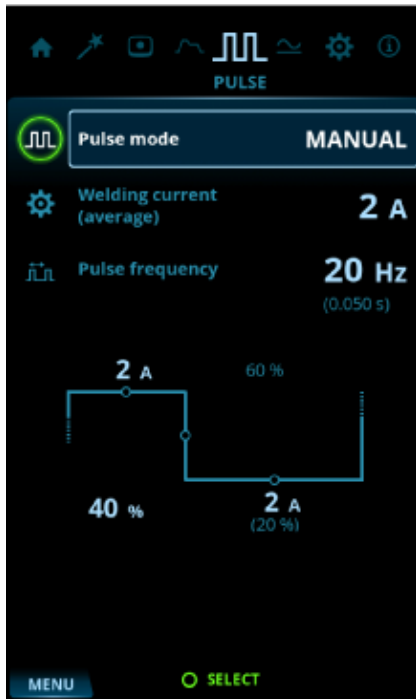 PULSE
Pulse mode MANUAL
Welding current
(average)
2 A
Pulse frequency
20 Hz
(0.050 s)
2 A
60 %
40 %
2 A
(20 %)
MENU
SELECT